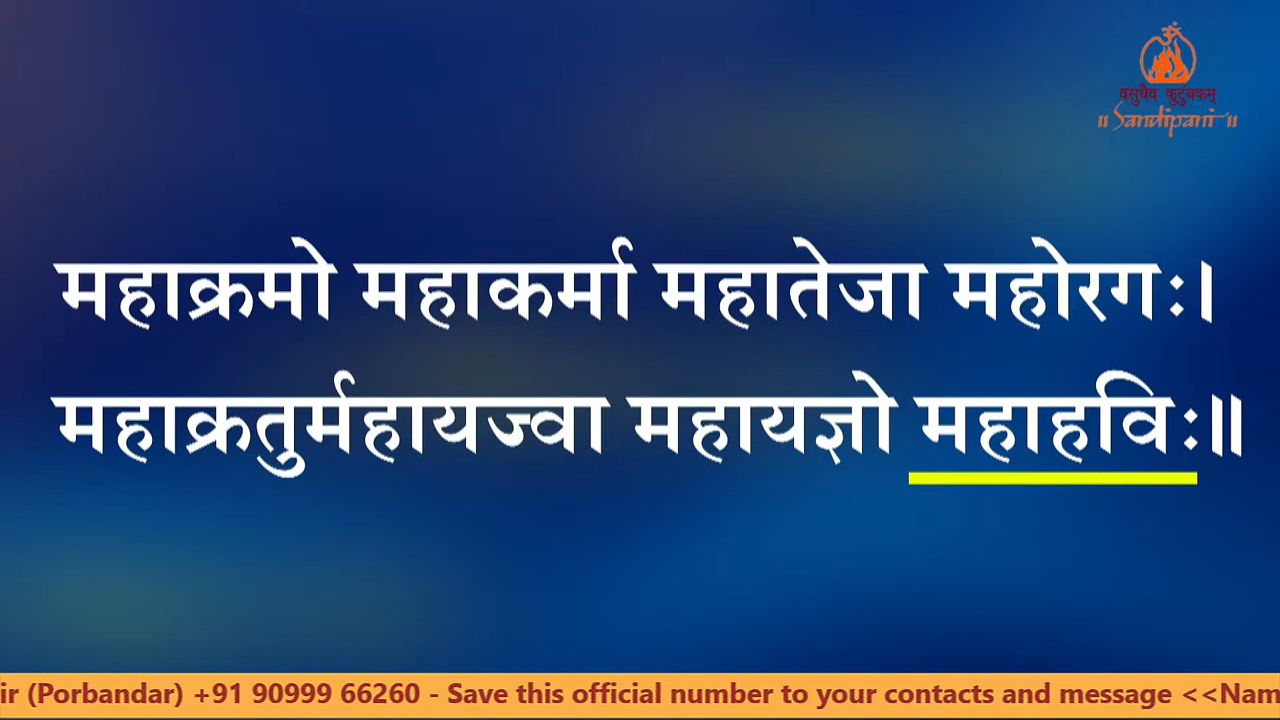 वसुधैव कुटुंबकम्
॥ Sandipani ॥
महाक्रमो महाकर्मा महातेजा महोरगः।
महाक्रतुर्महायज्वा महायज्ञो महाहविः॥
ir (Porbandar) +91 90999 66260 - Save this official number to your contacts and message <<Nam